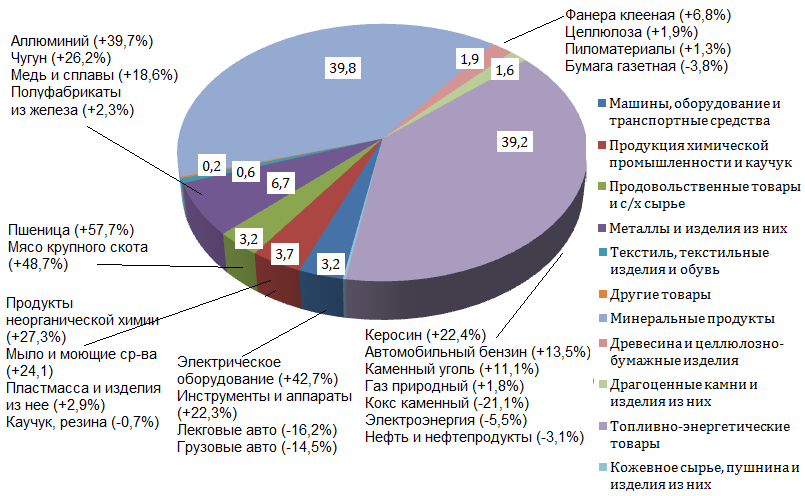 Аллюминий (+39,7%)
Чугун (+26,2%)
Медь и сплавы (+18,6%)
Полуфабрикаты
из железа (+2,3%)
Пшеница (+57,7%)
Мясо крупного скота
(+48,7%)
Продукты
неорганической химии
(+27,3%)
Мыло и моющие ср-ва
(+24,1)
Пластмасса и изделия
из нее (+2,9%)
Каучук, резина (-0,7%)
Электрическое
оборудование (+42,7%)
Инструменты и аппараты
(+22,3%)
Лекговые авто (-16,2%)
Грузовые авто (-14,5%)
Керосин (+22,4%)
Автомобильный бензин (+13,5%)
Каменный уголь (+11,1%)
Газ природный (+1,8%)
Кокс каменный (-21,1%)
Электроэнергия (-5,5%)
Нефть и нефтепродукты (-3,1%)
Фанера клееная (+6,8%)
Целлюлоза (+1,9%)
Пиломатериалы (+1,3%)
Бумага газетная (-3,8%)
39,8
1,9
1,6
39,2
0,2
0,6
6,7
3,2
3,7
3,2
Машины, оборудование и
транспортные средства
Продукция химической
промышленности и каучук
Продовольственные товары
и с/х сырье
Металлы и изделия из них
Текстиль, текстильные
изделия и обувь
Другие товары
Минеральные продукты
Древесина и целлюлозно-
бумажные изделия
Драгоценные камни и
изделия из них
Топливно-энергетические
товары
Кожевное сырье, пушнина и
изделия из них